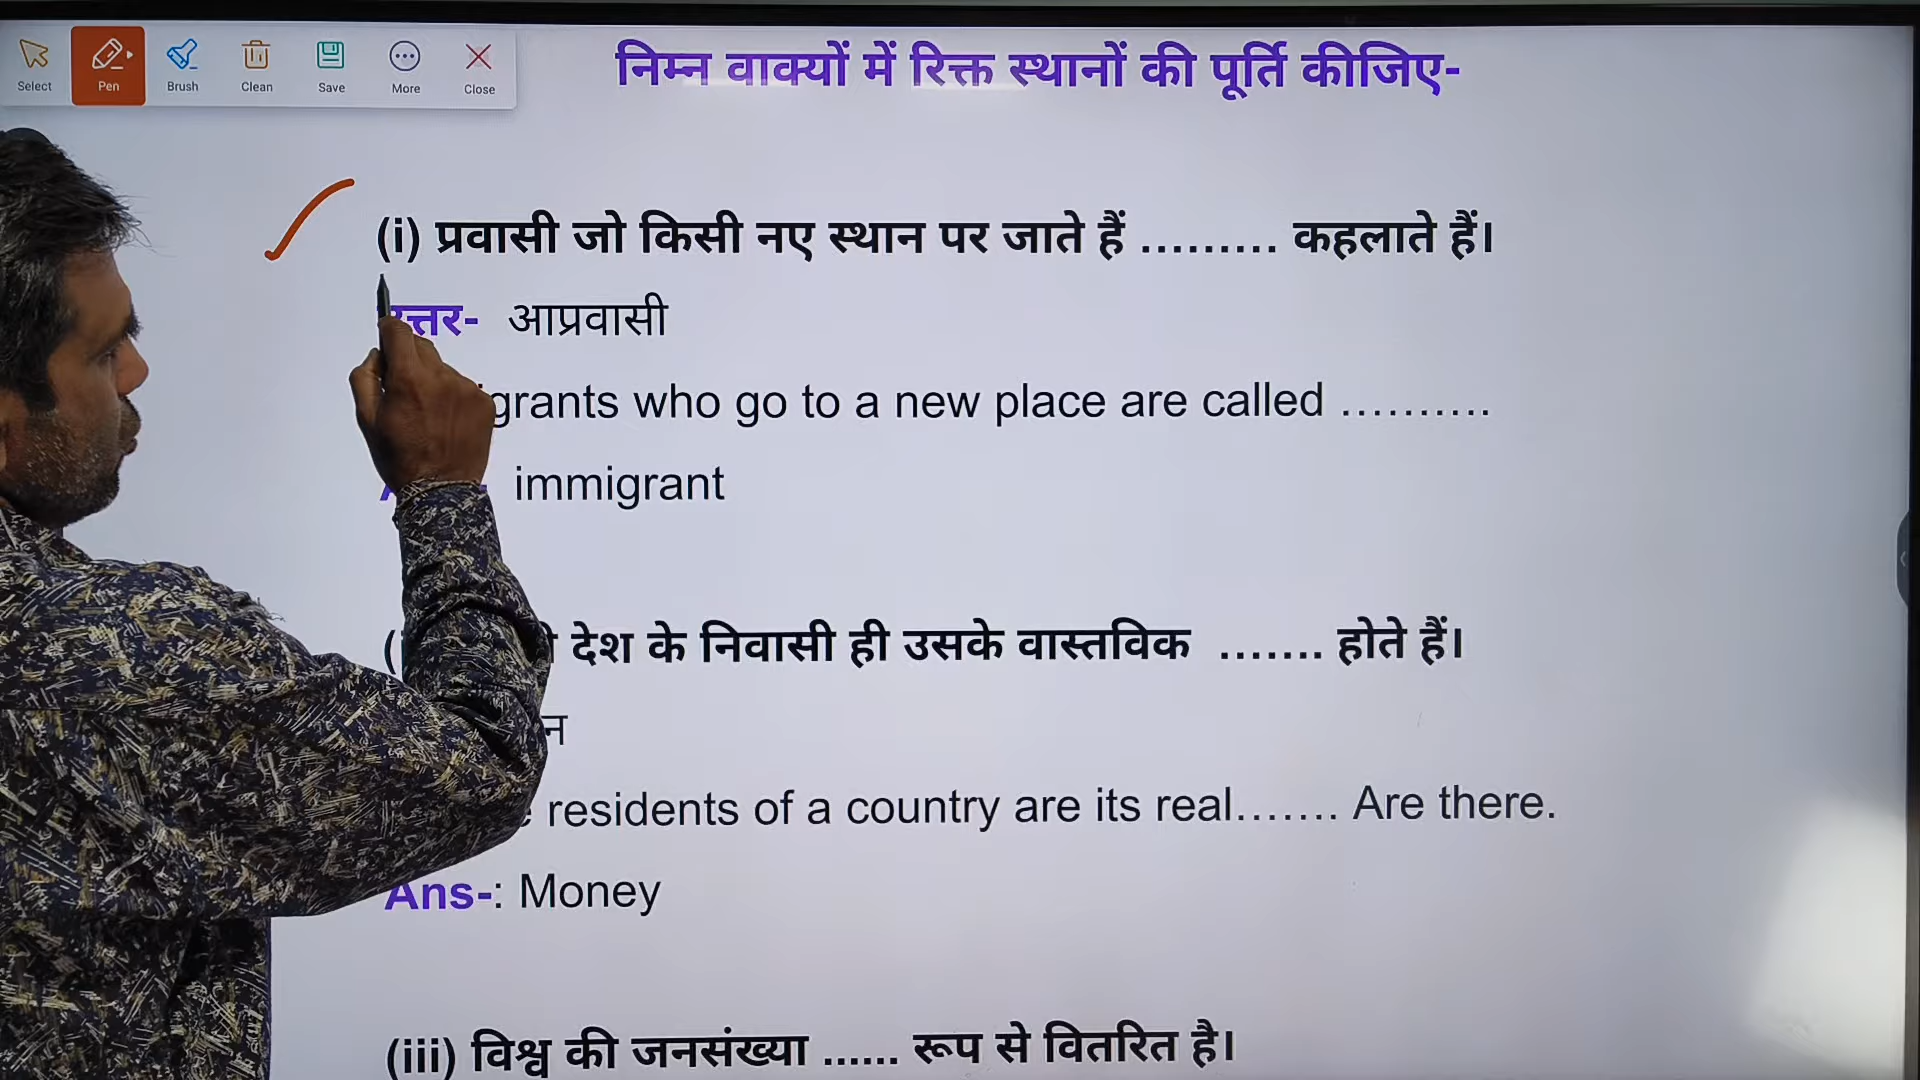 Select Pen Brush Clean Save More Close
निम्न वाक्यों में रिक्त स्थानों की पूर्ति कीजिए-
(i) प्रवासी जो किसी नए स्थान पर जाते हैं ......... कहलाते हैं।
आप्रवासी
who go to a new place are called ..........
immigrant
देश के निवासी ही उसके वास्तविक ....... होते हैं।
residents of a country are its real....... Are there.
Ans-: Money
(iii) विश्व की जनसंख्या ...... रूप से वितरित है।